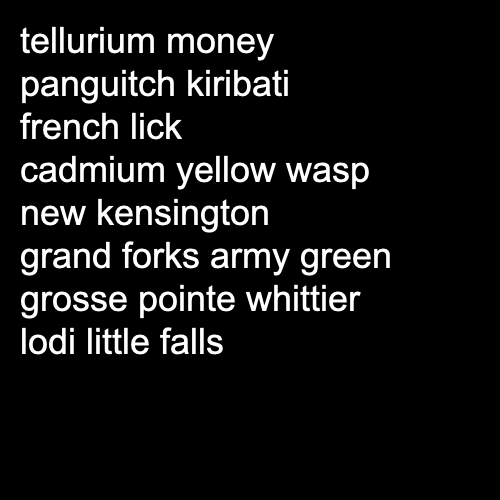 tellurium money
panguitch kiribati
french lick
cadmium yellow wasp
new kensington
grand forks army green
grosse pointe whittier
lodi little falls